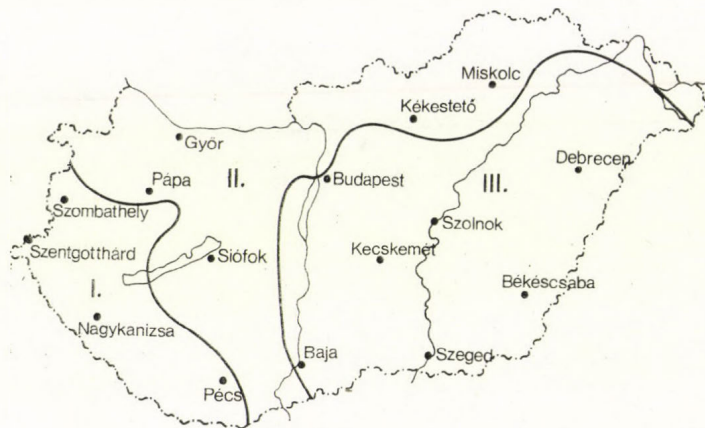 Miskolc
Kékestető
Győr
Debrecen
Pápa
II.
Budapest
III.
Szombathely
Szolnok
Szentgotthárd
Siófok
Kecskemét
I.
Békéscsaba
Nagykanizsa
Baja
Szeged
Pécs